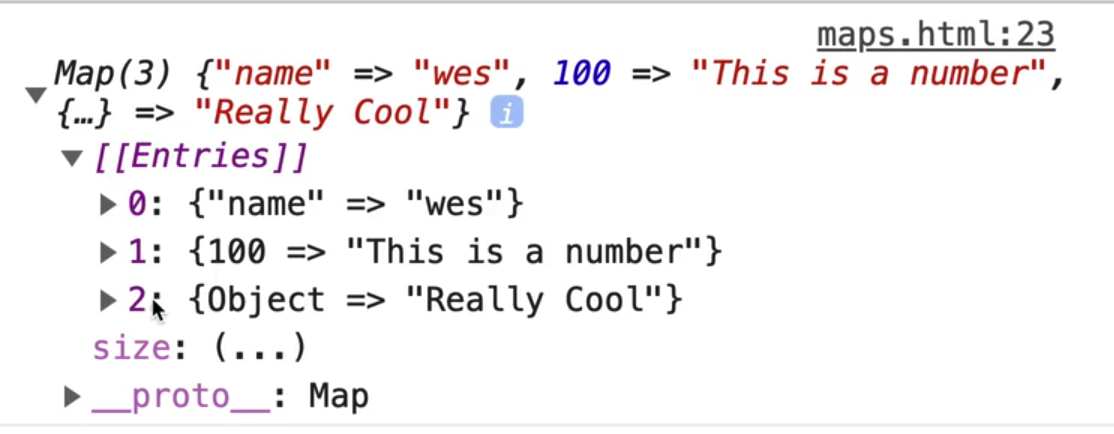 maps.html:23
Map(3) {"name" => "wes", 100 => "This is a number",
{…} => "Really Cool"} i
[[Entries]]
0: {"name" => "wes"}
1: {100 => "This is a number"}
2: {Object => "Really Cool"}
size: (...)
__proto__: Map